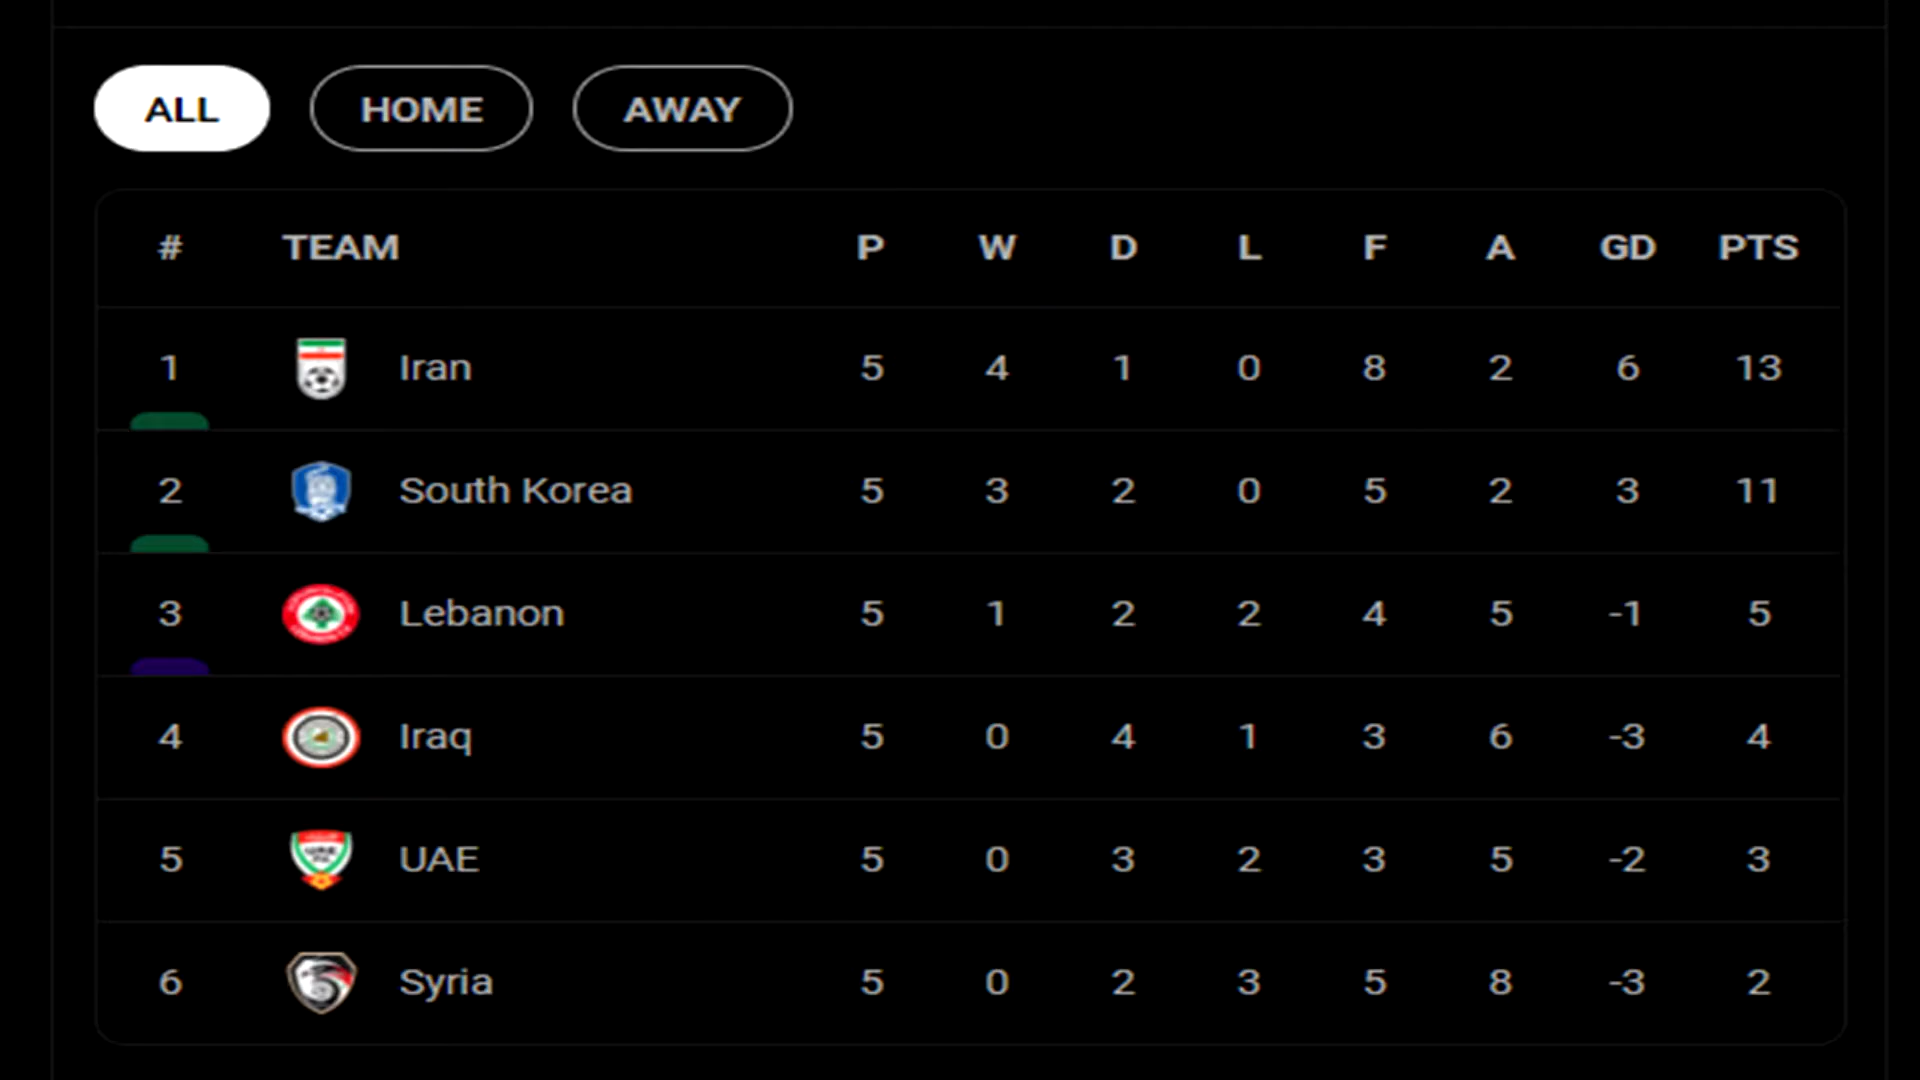 ALL HOME AWAY
# TEAM P W D L F A GD PTS
1 Iran 5 4 1 0 8 2 6 13
2 South Korea 5 3 2 0 5 2 3 11
3 Lebanon 5 1 2 2 4 5 -1 5
4 Iraq 5 0 4 1 3 6 -3 4
5 UAE 5 0 3 2 3 5 -2 3
6 Syria 5 0 2 3 5 8 -3 2